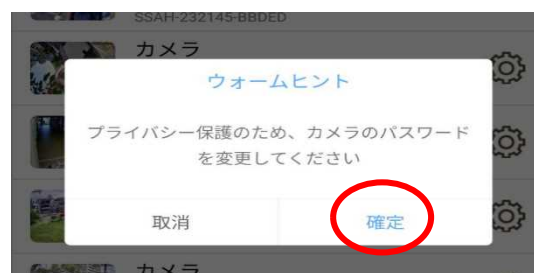 SSAH-232145-BBDED
カメラ
ウォームヒント
プライバシー保護のため、カメラのパスワード
を変更してください
取消
確定
カメラ